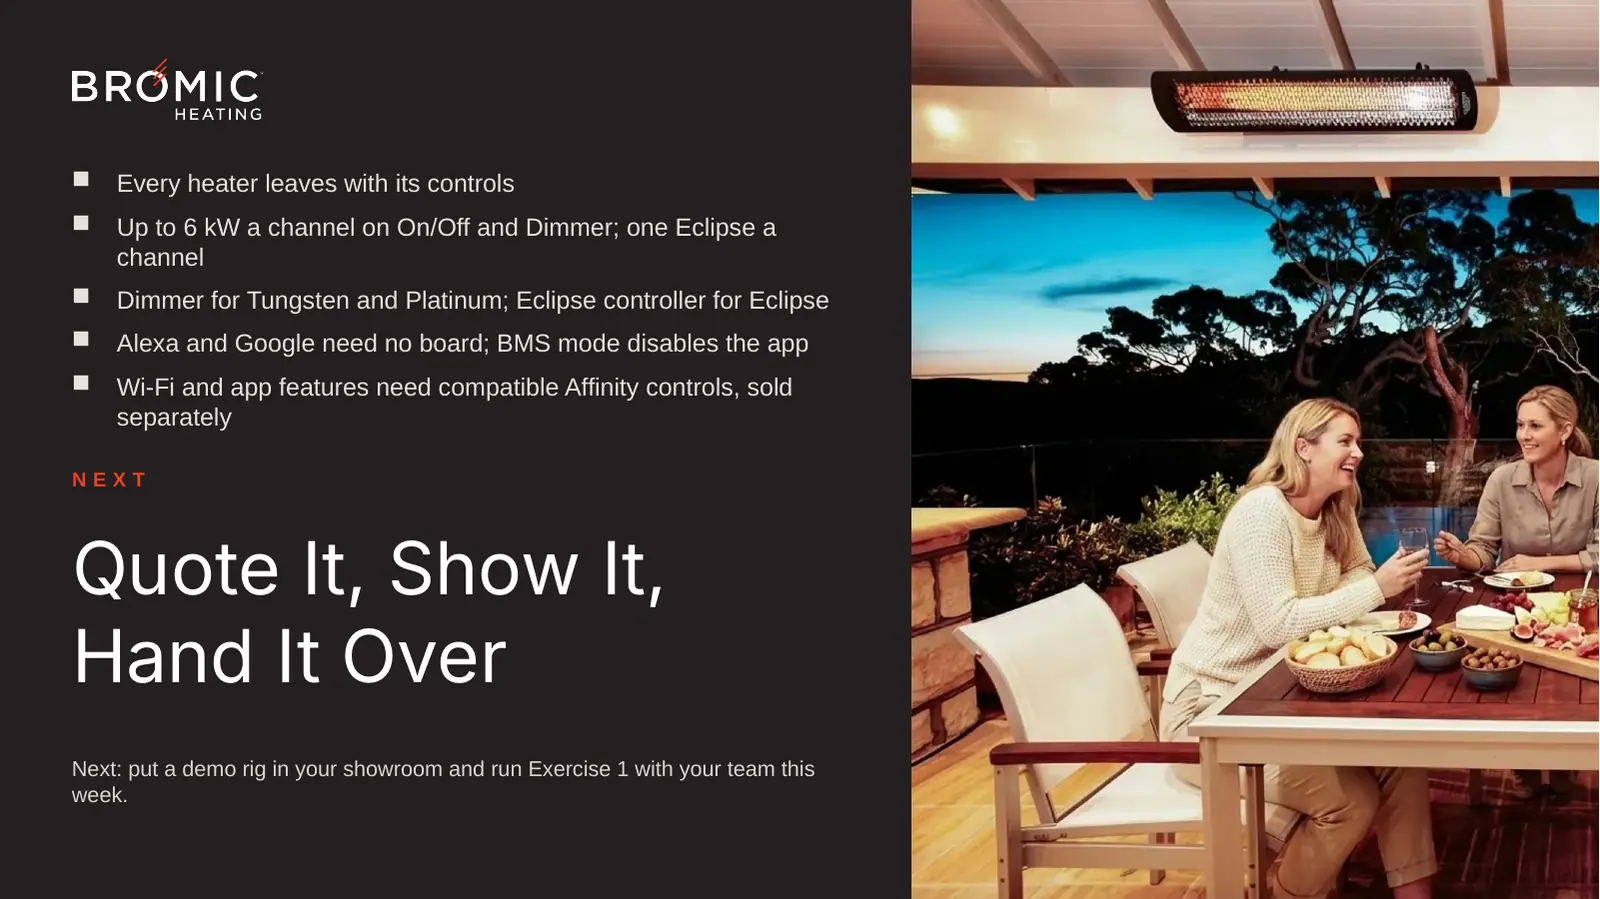 BROMIC
HEATING
Every heater leaves with its controls
Up to 6 kW a channel on On/Off and Dimmer; one Eclipse a
channel
Dimmer for Tungsten and Platinum; Eclipse controller for Eclipse
Alexa and Google need no board; BMS mode disables the app
Wi-Fi and app features need compatible Affinity controls, sold
separately
NEXT
Quote It, Show It,
Hand It Over
Next: put a demo rig in your showroom and run Exercise 1 with your team this
week.